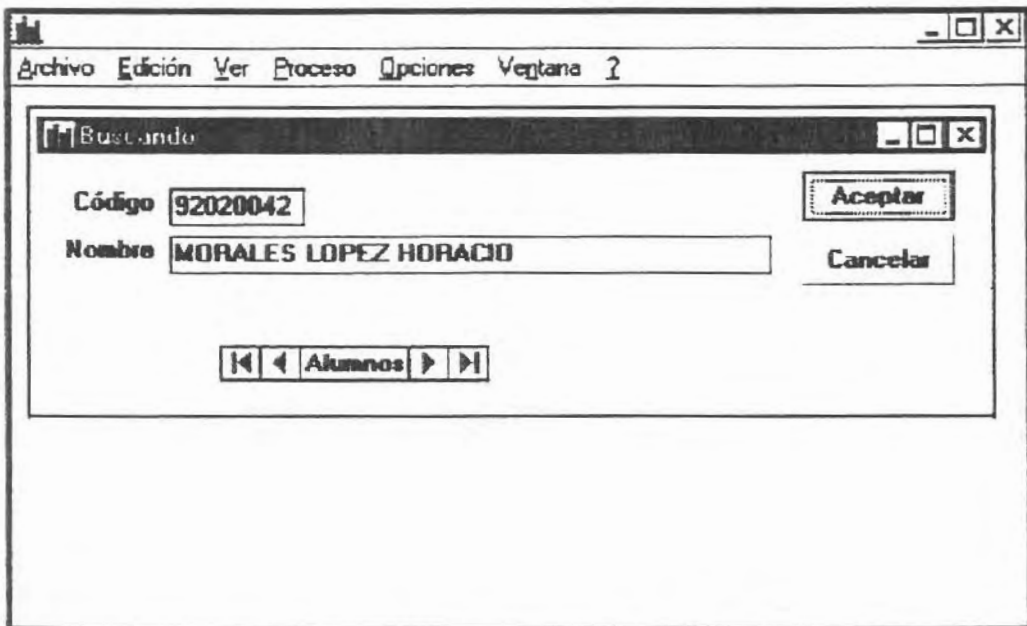 Archivo Edición Ver Proceso Opciones Ventana ?
Buscando
Código 92020042 Aceptar
Nombre MORALES LOPEZ HORACIO Cancelar
Alumnos